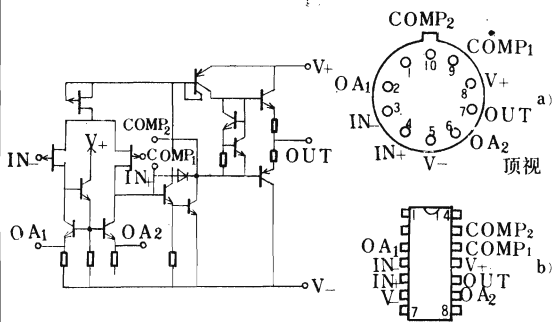 V+
V+
COMP₂
COMP₁
IN−
IN+
OUT
OA₁
OA2
V−
COMP₂
COMP₁
OA₁
V+
IN−
OUT
IN+
OA₂
V−
1
2
3
4
5
6
7
8
9
10
顶视
a)
1
14
7
8
COMP₂
OA₁
COMP₁
IN−
V+
IN+
OUT
V−
OA₂
b)